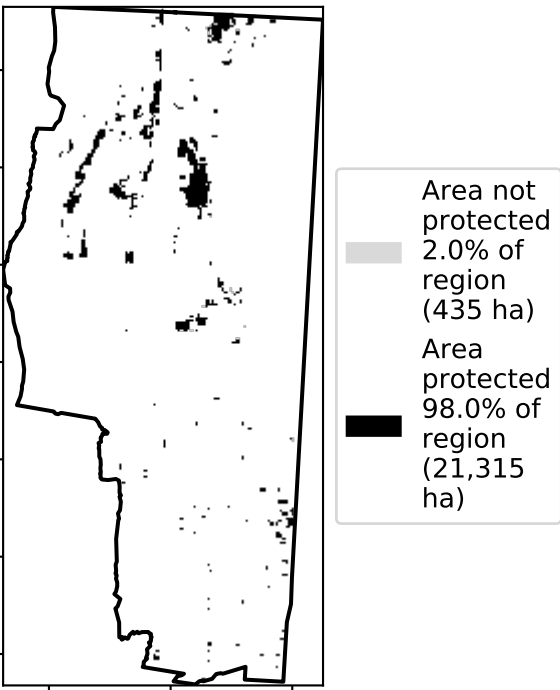 Area not
protected
2.0% of
region
(435 ha)
Area
protected
98.0% of
region
(21,315
ha)